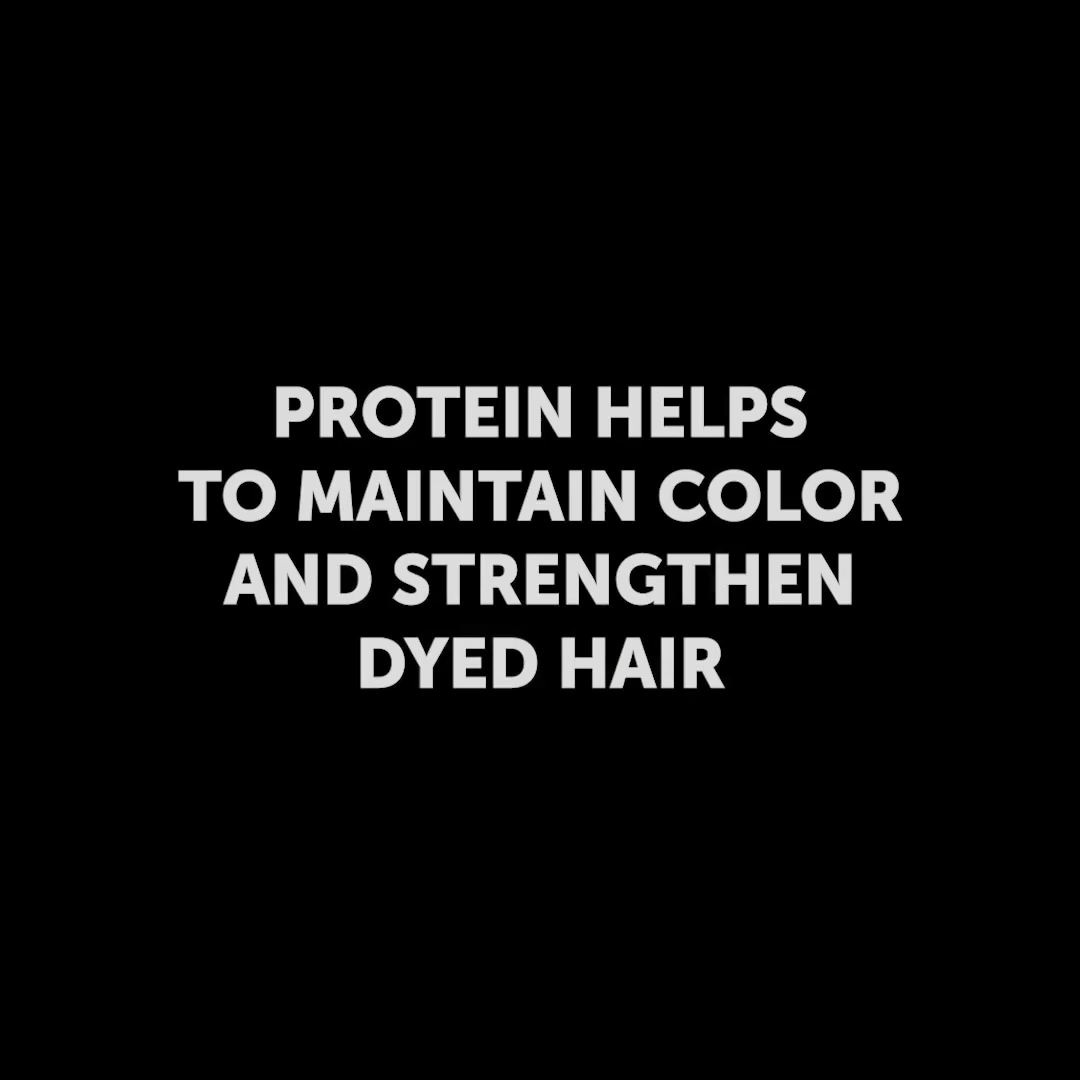 PROTEIN HELPS
TO MAINTAIN COLOR
AND STRENGTHEN
DYED HAIR